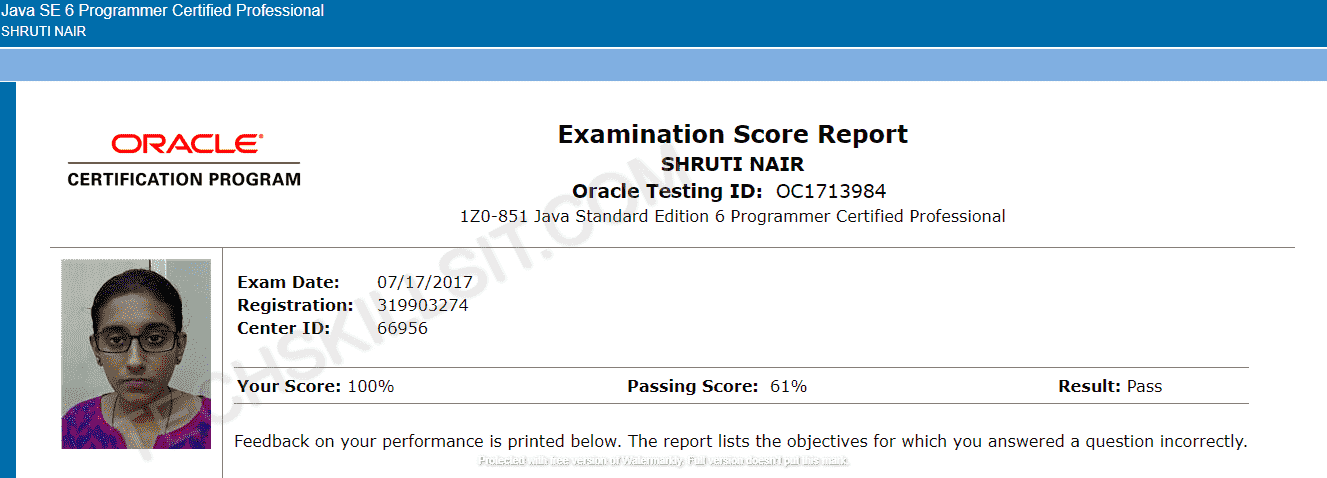 Java SE 6 Programmer Certified Professional
SHRUTI NAIR
ORACLE
CERTIFICATION PROGRAM
Examination Score Report
SHRUTI NAIR
Oracle Testing ID: OC1713984
1Z0-851 Java Standard Edition 6 Programmer Certified Professional
Exam Date: 07/17/2017
Registration: 319903274
Center ID: 66956
Your Score: 100% Passing Score: 61% Result: Pass
Feedback on your performance is printed below. The report lists the objectives for which you answered a question incorrectly.
Protected with free version of Watermarkly. Full version doesn't put this mark.